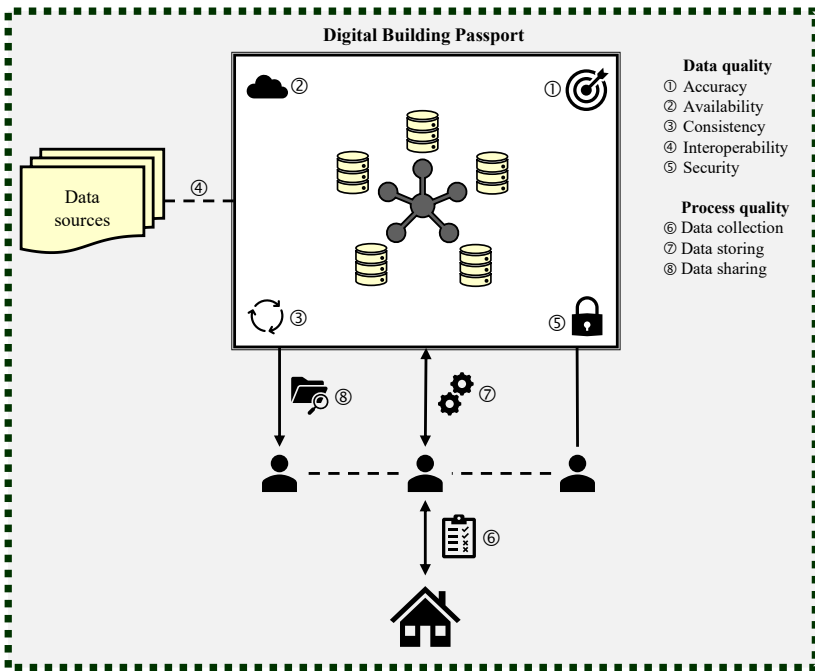 Digital Building Passport
②
①
Data quality
① Accuracy
② Availability
③ Consistency
④ Interoperability
⑤ Security
Process quality
⑥ Data collection
⑦ Data storing
⑧ Data sharing
④
Data
sources
③
⑤
⑧
⑦
⑥